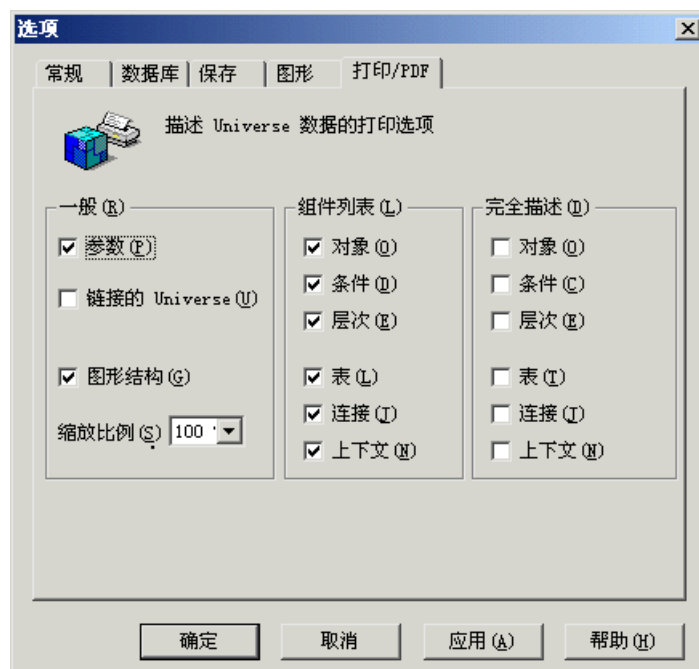 选项
常规 数据库 保存 图形 打印/PDF
描述 Universe 数据的打印选项
一般(R)
参数(P)
链接的 Universe(U)
图形结构(G)
缩放比例(S) 100
组件列表(L)
对象(O)
条件(D)
层次(E)
表(L)
连接(J)
上下文(N)
完全描述(D)
对象(O)
条件(C)
层次(E)
表(T)
连接(J)
上下文(N)
确定 取消 应用(A) 帮助(H)